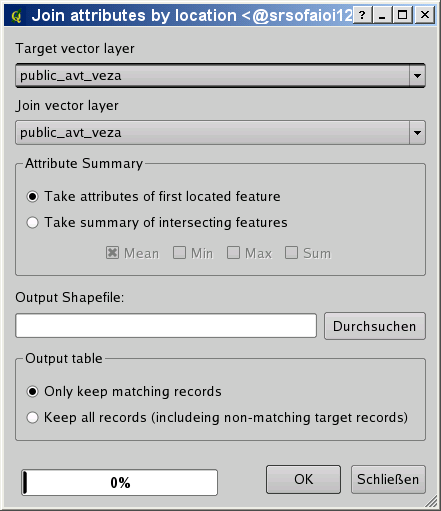 Join attributes by location <@srsofaioi12
Target vector layer
public_avt_veza
Join vector layer
public_avt_veza
Attribute Summary
Take attributes of first located feature
Take summary of intersecting features
Mean Min Max Sum
Output Shapefile:
Durchsuchen
Output table
Only keep matching records
Keep all records (includeing non-matching target records)
0%
OK Schließen